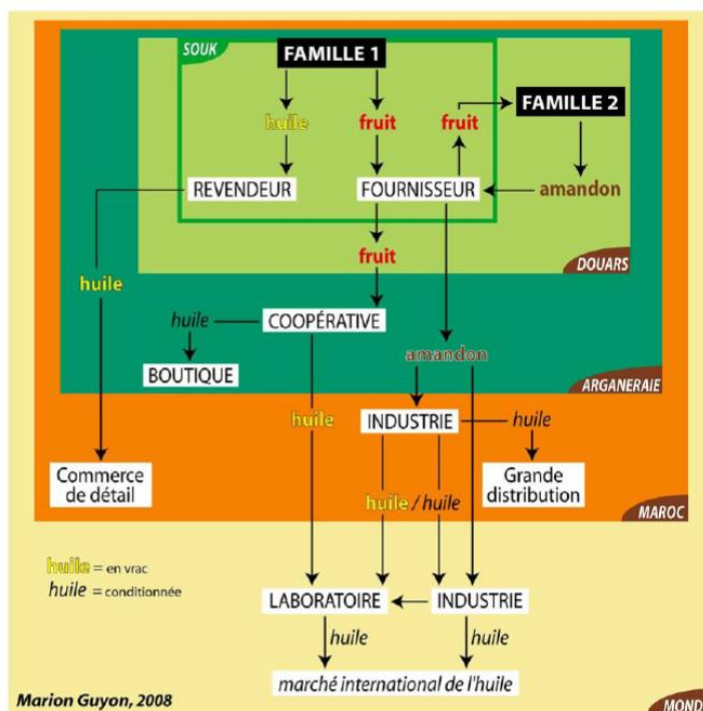 SOUK
FAMILLE 1
FAMILLE 2
huile
fruit
fruit
REVENDEUR
FOURNISSEUR
amandon
fruit
DOUARS
huile
huile
COOPÉRATIVE
amandon
BOUTIQUE
ARGANERAIE
huile
INDUSTRIE
huile
Commerce
de détail
Grande
distribution
huile / huile
MAROC
huile = en vrac
huile = conditionnée
LABORATOIRE
INDUSTRIE
huile
huile
marché international de l'huile
Marion Guyon, 2008
MOND